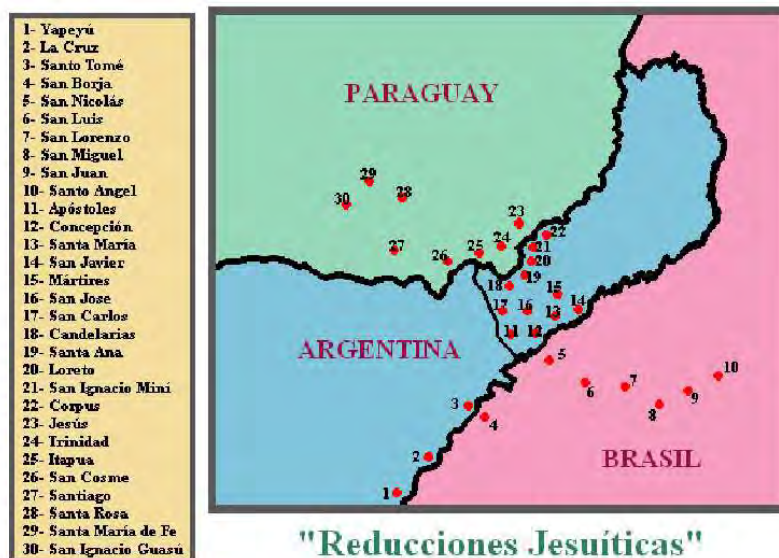 1- Yapeyú
2- La Cruz
3- Santo Tomé
4- San Borja
5- San Nicolás
6- San Luis
7- San Lorenzo
8- San Miguel
9- San Juan
10- Santo Angel
11- Apóstoles
12- Concepción
13- Santa María
14- San Javier
15- Mártires
16- San Jose
17- San Carlos
18- Candelarias
19- Santa Ana
20- Loreto
21- San Ignacio Miní
22- Corpus
23- Jesús
24- Trinidad
25- Itapua
26- San Cosme
27- Santiago
28- Santa Rosa
29- Santa María de Fe
30- San Ignacio Guasú
PARAGUAY
29
28
30
23
22
24
21
27
25
26
20
19
18
15
17
16
14
13
11
12
ARGENTINA
5
10
6
7
9
3
8
4
BRASIL
2
1
"Reducciones Jesuíticas"